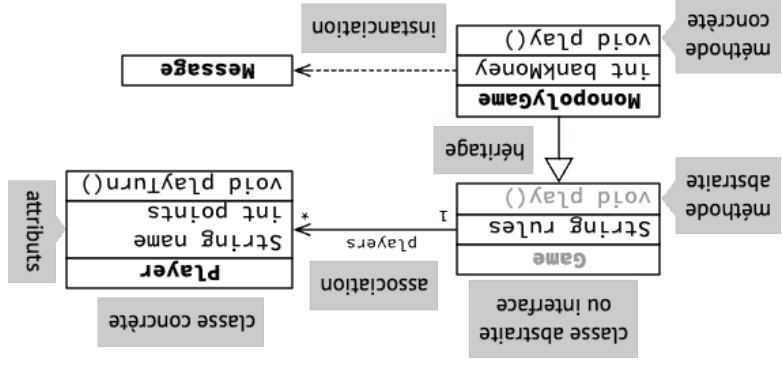 classe concrète
classe abstraite
ou interface
association
attributs
Player
String name
int points
void playTurn()
players
*
1
Game
String rules
void play()
méthode
abstraite
héritage
Message
MonopolyGame
int bankMoney
void play()
instanciation
méthode
concrète